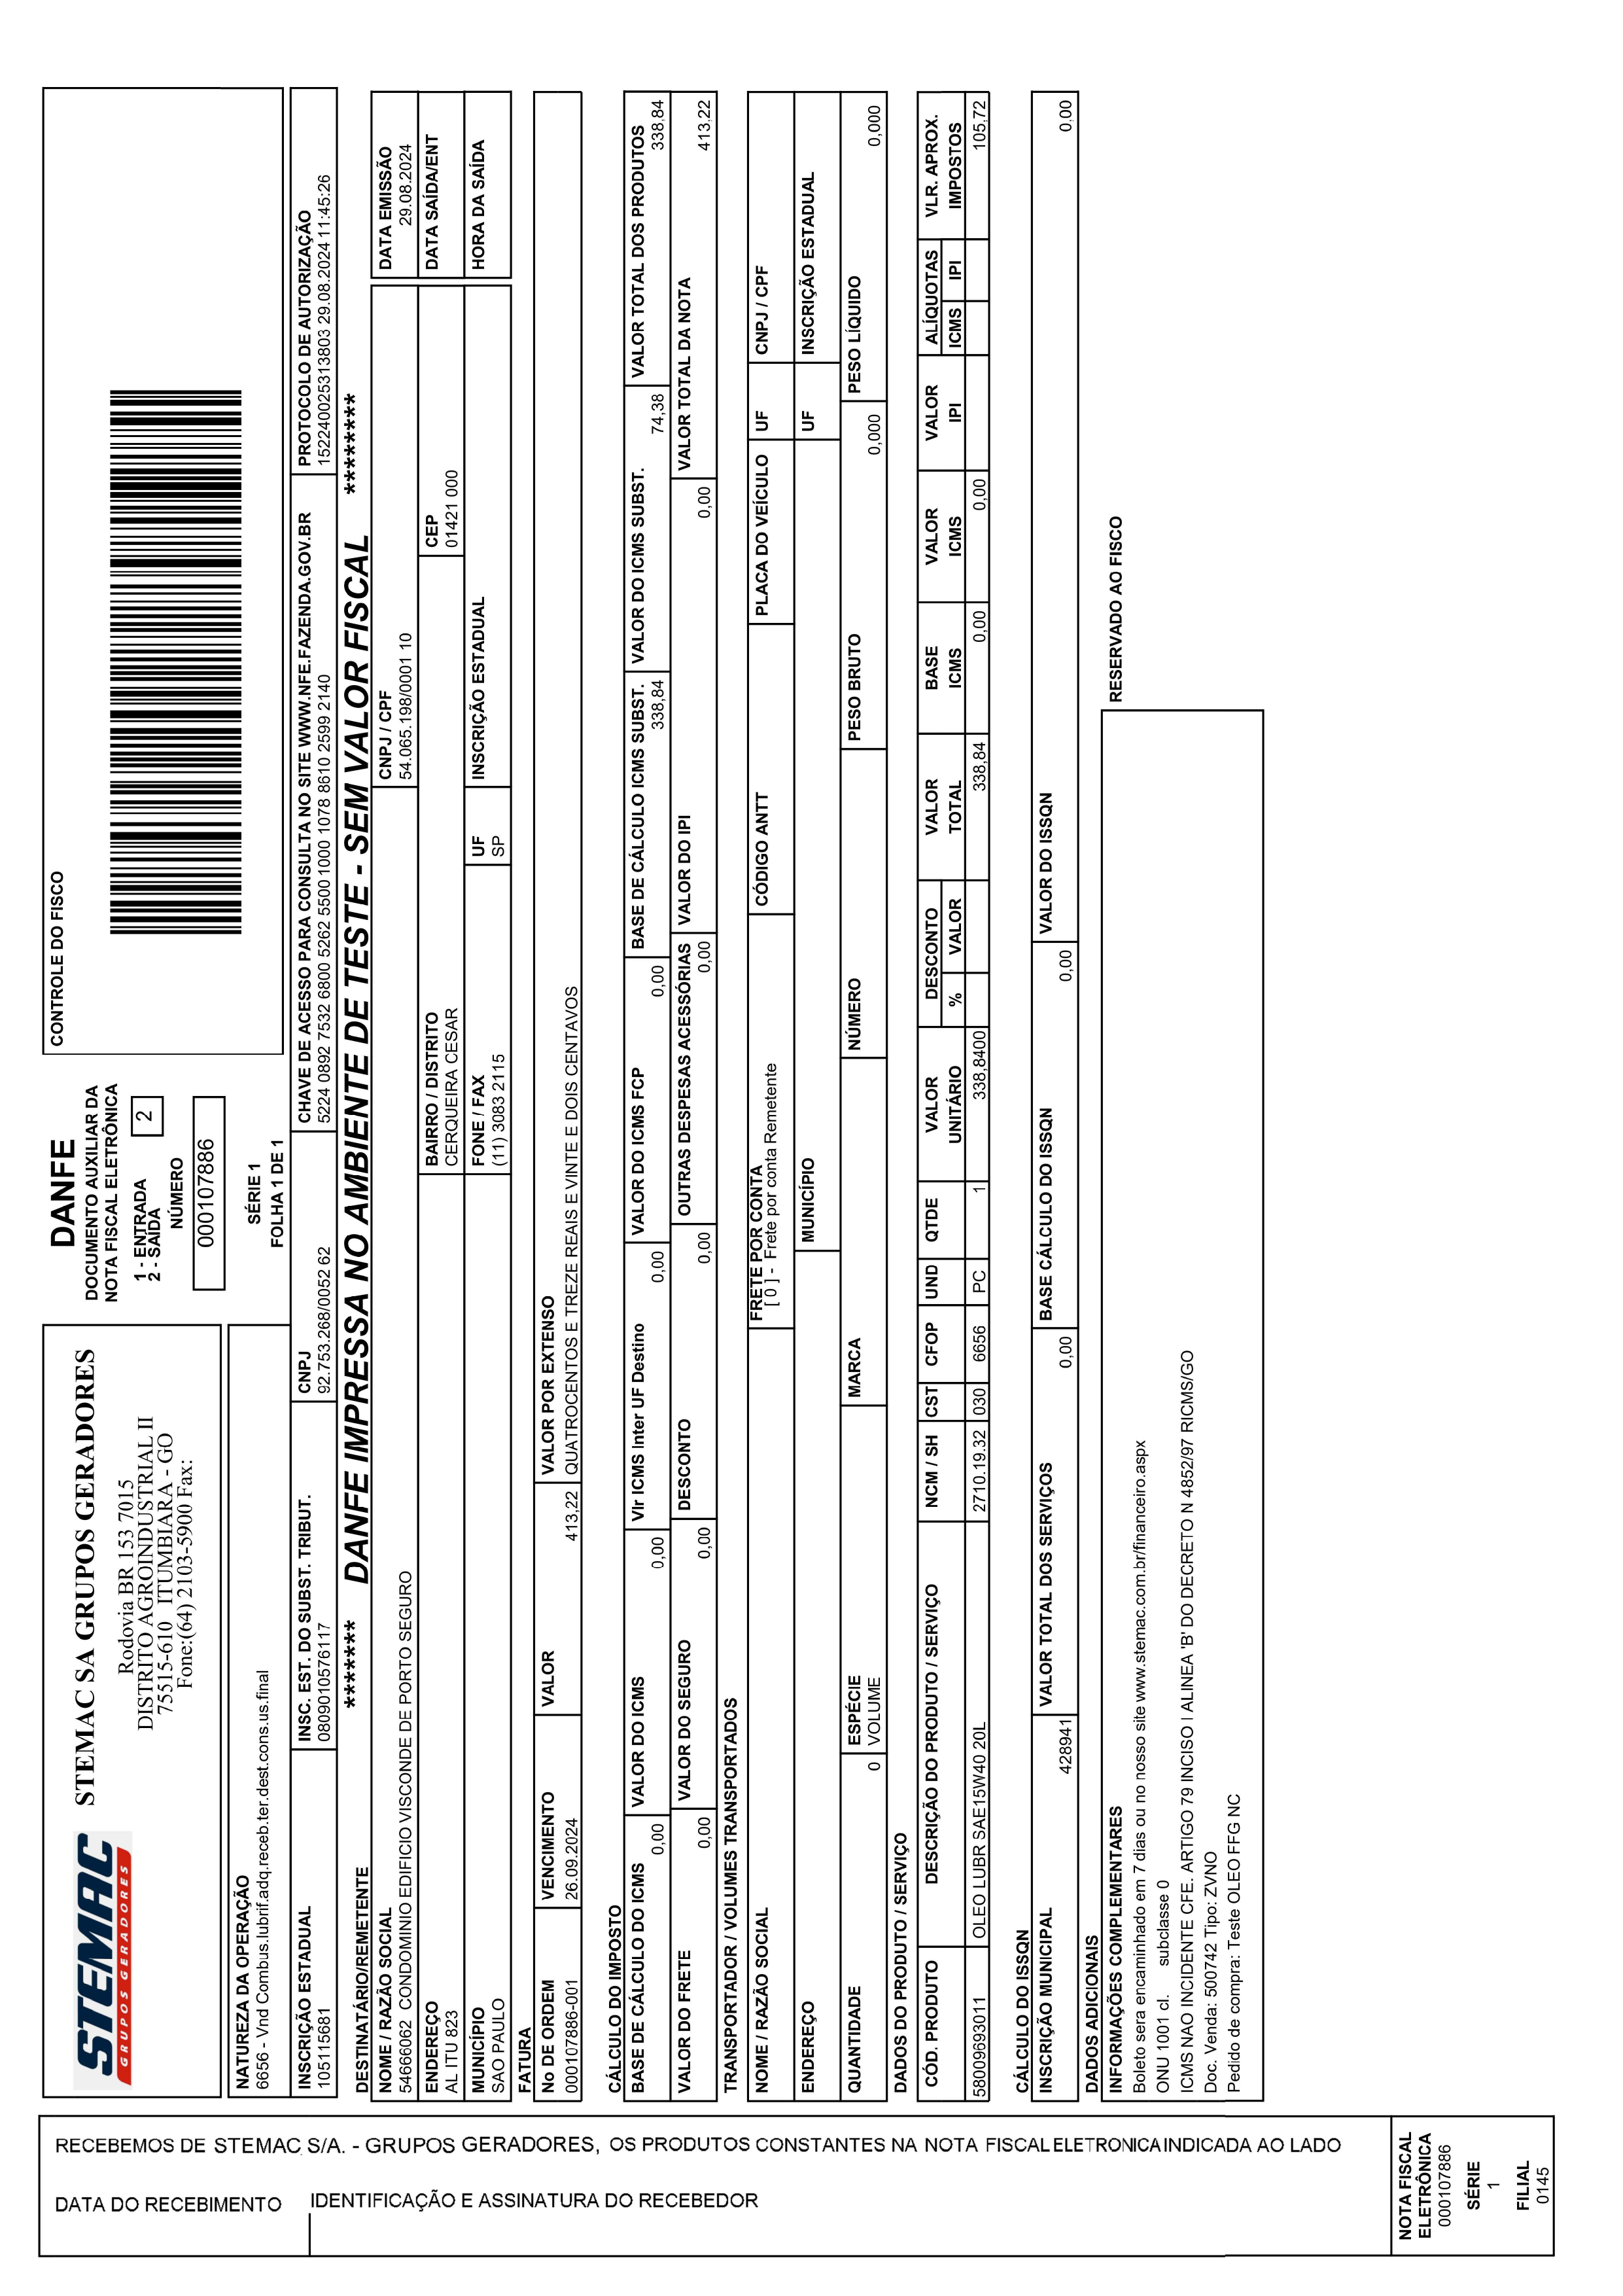 RECEBEMOS DE STEMAC S/A. - GRUPOS GERADORES, OS PRODUTOS CONSTANTES NA NOTA FISCAL ELETRONICA INDICADA AO LADO
DATA DO RECEBIMENTO IDENTIFICAÇÃO E ASSINATURA DO RECEBEDOR
NOTA FISCAL
ELETRÔNICA
000107886
SÉRIE
1
FILIAL
0145
STEMAC
GRUPOS GERADORES
STEMAC SA GRUPOS GERADORES
Rodovia BR 153 7015
DISTRITO AGROINDUSTRIAL II
75515-610 ITUMBIARA - GO
Fone:(64) 2103-5900 Fax:
DANFE
DOCUMENTO AUXILIAR DA
NOTA FISCAL ELETRÔNICA
1 - ENTRADA
2 - SAIDA
2
NÚMERO
000107886
SÉRIE 1
FOLHA 1 DE 1
CONTROLE DO FISCO
NATUREZA DA OPERAÇÃO
6656 - Vnd Combus.lubrif.adq.receb.ter.dest.cons.us.final
INSCRIÇÃO ESTADUAL INSC. EST. DO SUBST. TRIBUT. CNPJ CHAVE DE ACESSO PARA CONSULTA NO SITE WWW.NFE.FAZENDA.GOV.BR PROTOCOLO DE AUTORIZAÇÃO
105115681 0809010576117 92.753.268/0052 62 5224 0892 7532 6800 5262 5500 1000 1078 8610 2599 2140 152240025313803 29.08.2024 11:45:26
****** DANFE IMPRESSA NO AMBIENTE DE TESTE - SEM VALOR FISCAL *******
DESTINATÁRIO/REMETENTE
NOME / RAZÃO SOCIAL CNPJ / CPF DATA EMISSÃO
54666062 CONDOMINIO EDIFICIO VISCONDE DE PORTO SEGURO 54.065.198/0001 10 29.08.2024
ENDEREÇO BAIRRO / DISTRITO CEP DATA SAÍDA/ENT
AL ITU 823 CERQUEIRA CESAR 01421 000
MUNICÍPIO FONE / FAX UF INSCRIÇÃO ESTADUAL HORA DA SAÍDA
SAO PAULO (11) 3083 2115 SP
FATURA
No DE ORDEM VENCIMENTO VALOR VALOR POR EXTENSO
000107886-001 26.09.2024 413,22 QUATROCENTOS E TREZE REAIS E VINTE E DOIS CENTAVOS
CÁLCULO DO IMPOSTO
BASE DE CÁLCULO DO ICMS VALOR DO ICMS Vlr ICMS Inter UF Destino VALOR DO ICMS FCP BASE DE CÁLCULO ICMS SUBST. VALOR DO ICMS SUBST. VALOR TOTAL DOS PRODUTOS
0,00 0,00 0,00 0,00 338,84 74,38 338,84
VALOR DO FRETE VALOR DO SEGURO DESCONTO OUTRAS DESPESAS ACESSÓRIAS VALOR DO IPI VALOR TOTAL DA NOTA
0,00 0,00 0,00 0,00 0,00 413,22
TRANSPORTADOR / VOLUMES TRANSPORTADOS
NOME / RAZÃO SOCIAL FRETE POR CONTA CÓDIGO ANTT PLACA DO VEÍCULO UF CNPJ / CPF
[ 0 ] - Frete por conta Remetente
ENDEREÇO MUNICÍPIO UF INSCRIÇÃO ESTADUAL
QUANTIDADE ESPÉCIE MARCA NÚMERO PESO BRUTO PESO LÍQUIDO
0 VOLUME 0,000 0,000
DADOS DO PRODUTO / SERVIÇO
CÓD. PRODUTO DESCRIÇÃO DO PRODUTO / SERVIÇO NCM / SH CST CFOP UND QTDE VALOR UNITÁRIO DESCONTO % VALOR VALOR TOTAL BASE ICMS VALOR ICMS VALOR IPI ALÍQUOTAS ICMS IPI VLR. APROX. IMPOSTOS
58009693011 OLEO LUBR SAE15W40 20L 2710.19.32 030 6656 PC 1 338,8400 338,84 0,00 0,00 105,72
CÁLCULO DO ISSQN
INSCRIÇÃO MUNICIPAL VALOR TOTAL DOS SERVIÇOS BASE CÁLCULO DO ISSQN VALOR DO ISSQN
428941 0,00 0,00 0.00
DADOS ADICIONAIS
INFORMAÇÕES COMPLEMENTARES RESERVADO AO FISCO
Boleto sera encaminhado em 7 dias ou no nosso site www.stemac.com.br/financeiro.aspx
ONU 1001 cl. subclasse 0
ICMS NAO INCIDENTE CFE. ARTIGO 79 INCISO I ALINEA 'B' DO DECRETO N 4852/97 RICMS/GO
Doc. Venda: 500742 Tipo: ZVNO
Pedido de compra: Teste OLEO FFG NC